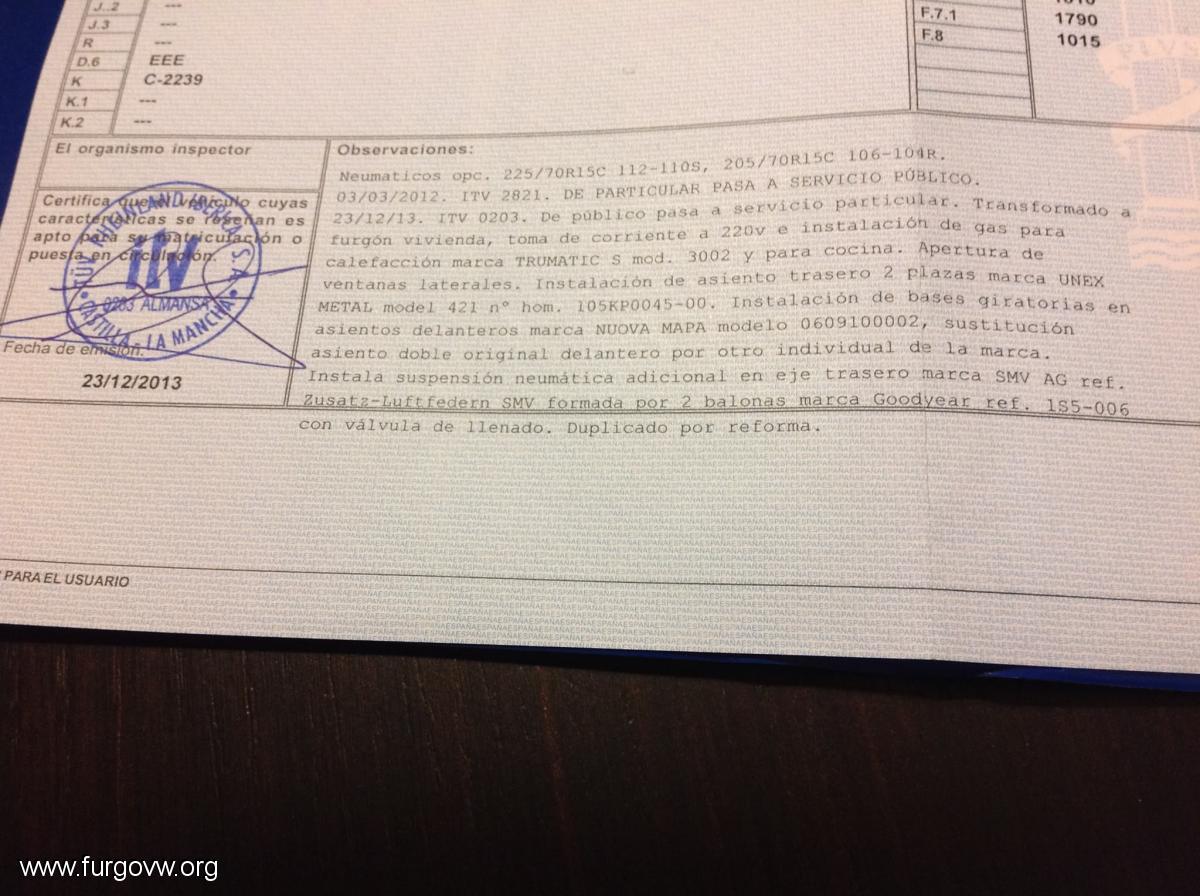 J..2 ---
J.3 ---
R ---
D.6 EEE
K C-2239
K.1 ---
K.2 ---
F.7.1 1790
F.8 1015
El organismo inspector
Certifica que el vehículo cuyas
características se reseñan es
apto para su matriculación o
puesta en circulación.
TÜV RHEINLAND IBÉRICA S.A.
itv
0203 ALMANSA
CASTILLA - LA MANCHA
Fecha de emisión:
23/12/2013
Observaciones:
Neumaticos opc. 225/70R15C 112-110S, 205/70R15C 106-104R.
03/03/2012. ITV 2821. DE PARTICULAR PASA A SERVICIO PÚBLICO.
23/12/13. ITV 0203. De público pasa a servicio particular. Transformado a
furgón vivienda, toma de corriente a 220v e instalación de gas para
calefacción marca TRUMATIC S mod. 3002 y para cocina. Apertura de
ventanas laterales. Instalación de asiento trasero 2 plazas marca UNEX
METAL model 421 n° hom. 105KP0045-00. Instalación de bases giratorias en
asientos delanteros marca NUOVA MAPA modelo 0609100002, sustitución
asiento doble original delantero por otro individual de la marca.
Instala suspensión neumática adicional en eje trasero marca SMV AG ref.
Zusatz-Luftfedern SMV formada por 2 balonas marca Goodyear ref. 1S5-006
con válvula de llenado. Duplicado por reforma.
PARA EL USUARIO
www.furgovw.org